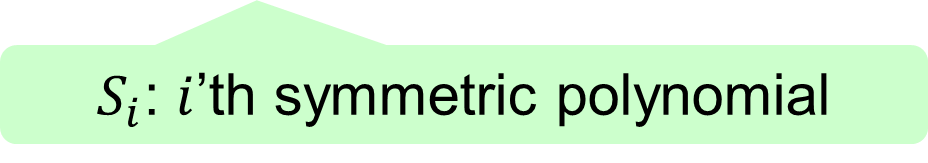 𝑆ᵢ: 𝑖’th symmetric polynomial